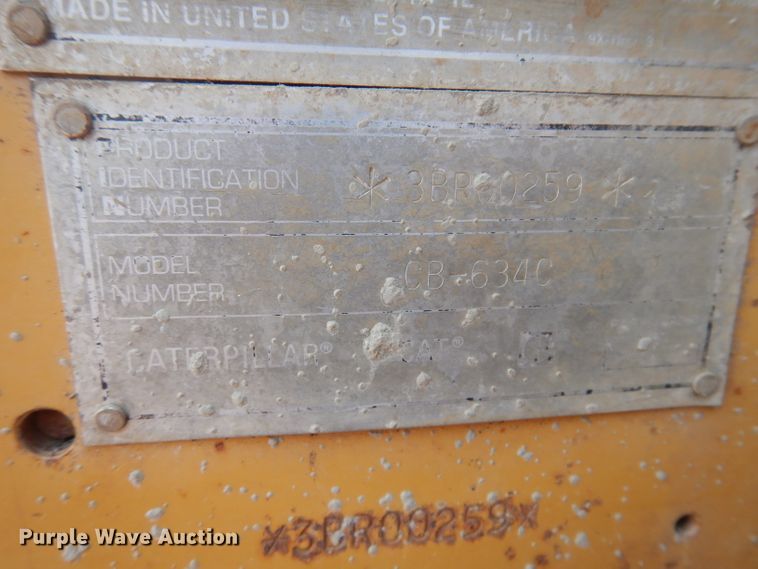 MADE IN UNITED STATES OF AMERICA
PRODUCT
IDENTIFICATION
NUMBER
*3BR00259*
MODEL
NUMBER
CB-634C
CATERPILLAR® CAT®
*3BR00259*
Purple Wave Auction